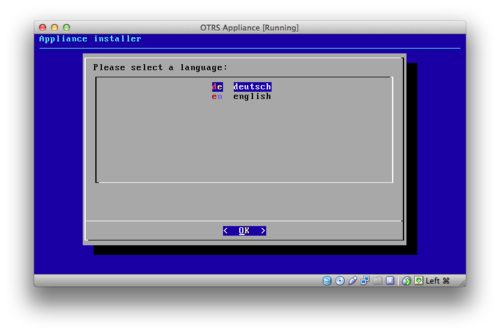 OTRS Appliance [Running]
Appliance installer
Please select a language:
de deutsch
en english
< OK >
Left ⌘